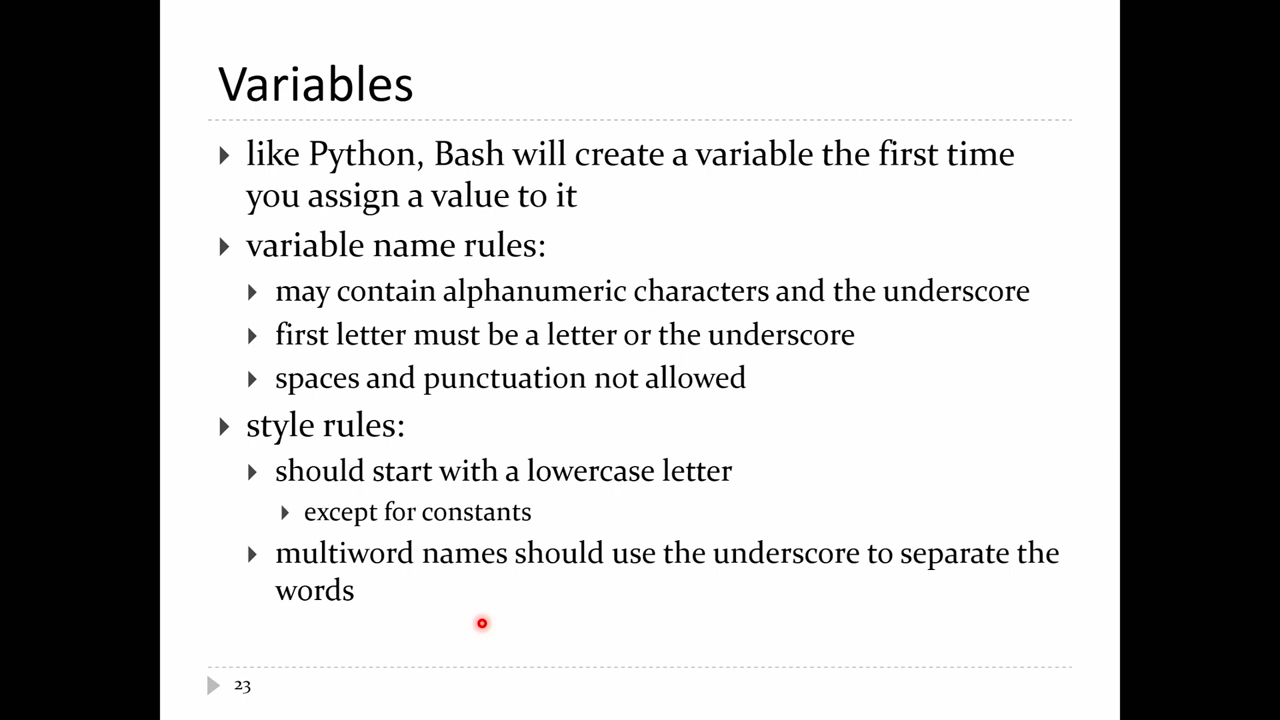 Variables
like Python, Bash will create a variable the first time
you assign a value to it
variable name rules:
may contain alphanumeric characters and the underscore
first letter must be a letter or the underscore
spaces and punctuation not allowed
style rules:
should start with a lowercase letter
except for constants
multiword names should use the underscore to separate the
words
23